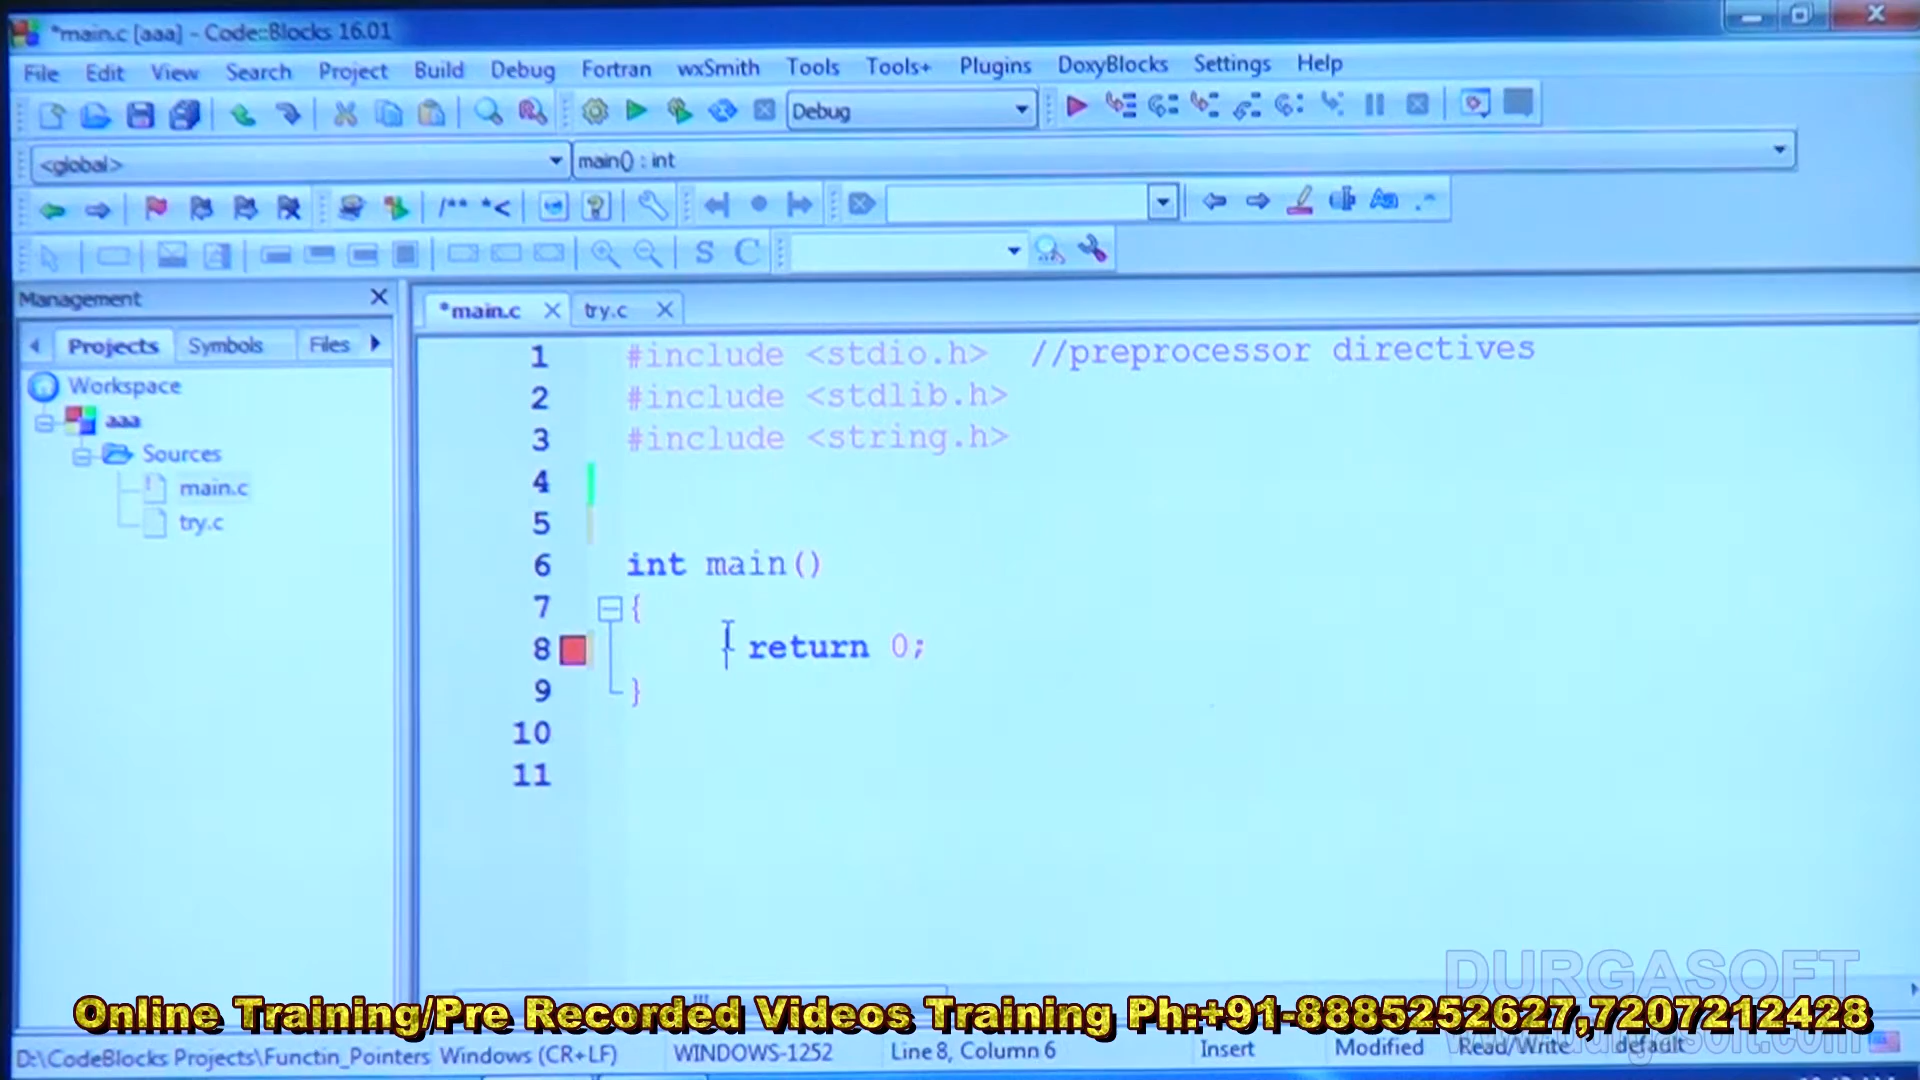 *main.c [aaa] - Code::Blocks 16.01
File Edit View Search Project Build Debug Fortran wxSmith Tools Tools+ Plugins DoxyBlocks Settings Help
Debug
<global> main() : int
/** *<
S C
Management
Projects Symbols Files
*main.c try.c
Workspace
aaa
Sources
main.c
try.c
1 #include <stdio.h> //preprocessor directives
2 #include <stdlib.h>
3 #include <string.h>
4
5
6 int main()
7 {
8 return 0;
9 }
10
11
DURGASOFT
Online Training/Pre Recorded Videos Training Ph:+91-8885252627,7207212428
D:\CodeBlocks Projects\Functin_Pointers Windows (CR+LF) WINDOWS-1252 Line 8, Column 6 Insert Modified Read/Write default